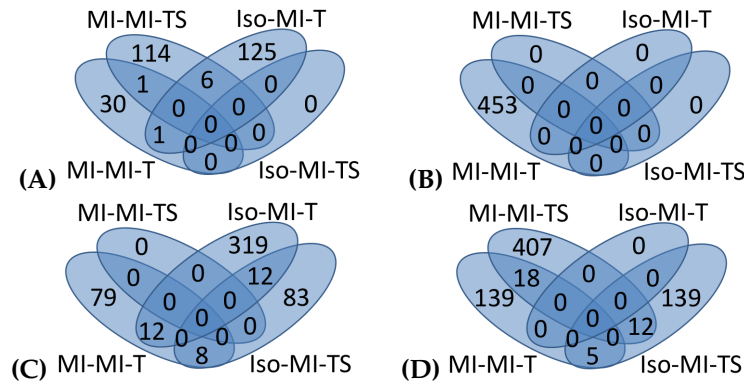 MI-MI-TS Iso-MI-T
114 125
1 6 0
30 0 0 0
0
1 0 0 0
0
MI-MI-T Iso-MI-TS
(A)
MI-MI-TS Iso-MI-T
0 0
0 0 0
453 0 0 0
0
0 0 0 0
0
MI-MI-T Iso-MI-TS
(B)
MI-MI-TS Iso-MI-T
0 319
0 0 12
79 0 0 83
0
12 0 0 0
8
MI-MI-T Iso-MI-TS
(C)
MI-MI-TS Iso-MI-T
407 0
18 0 0
139 0 0 139
0
0 0 0 12
5
MI-MI-T Iso-MI-TS
(D)